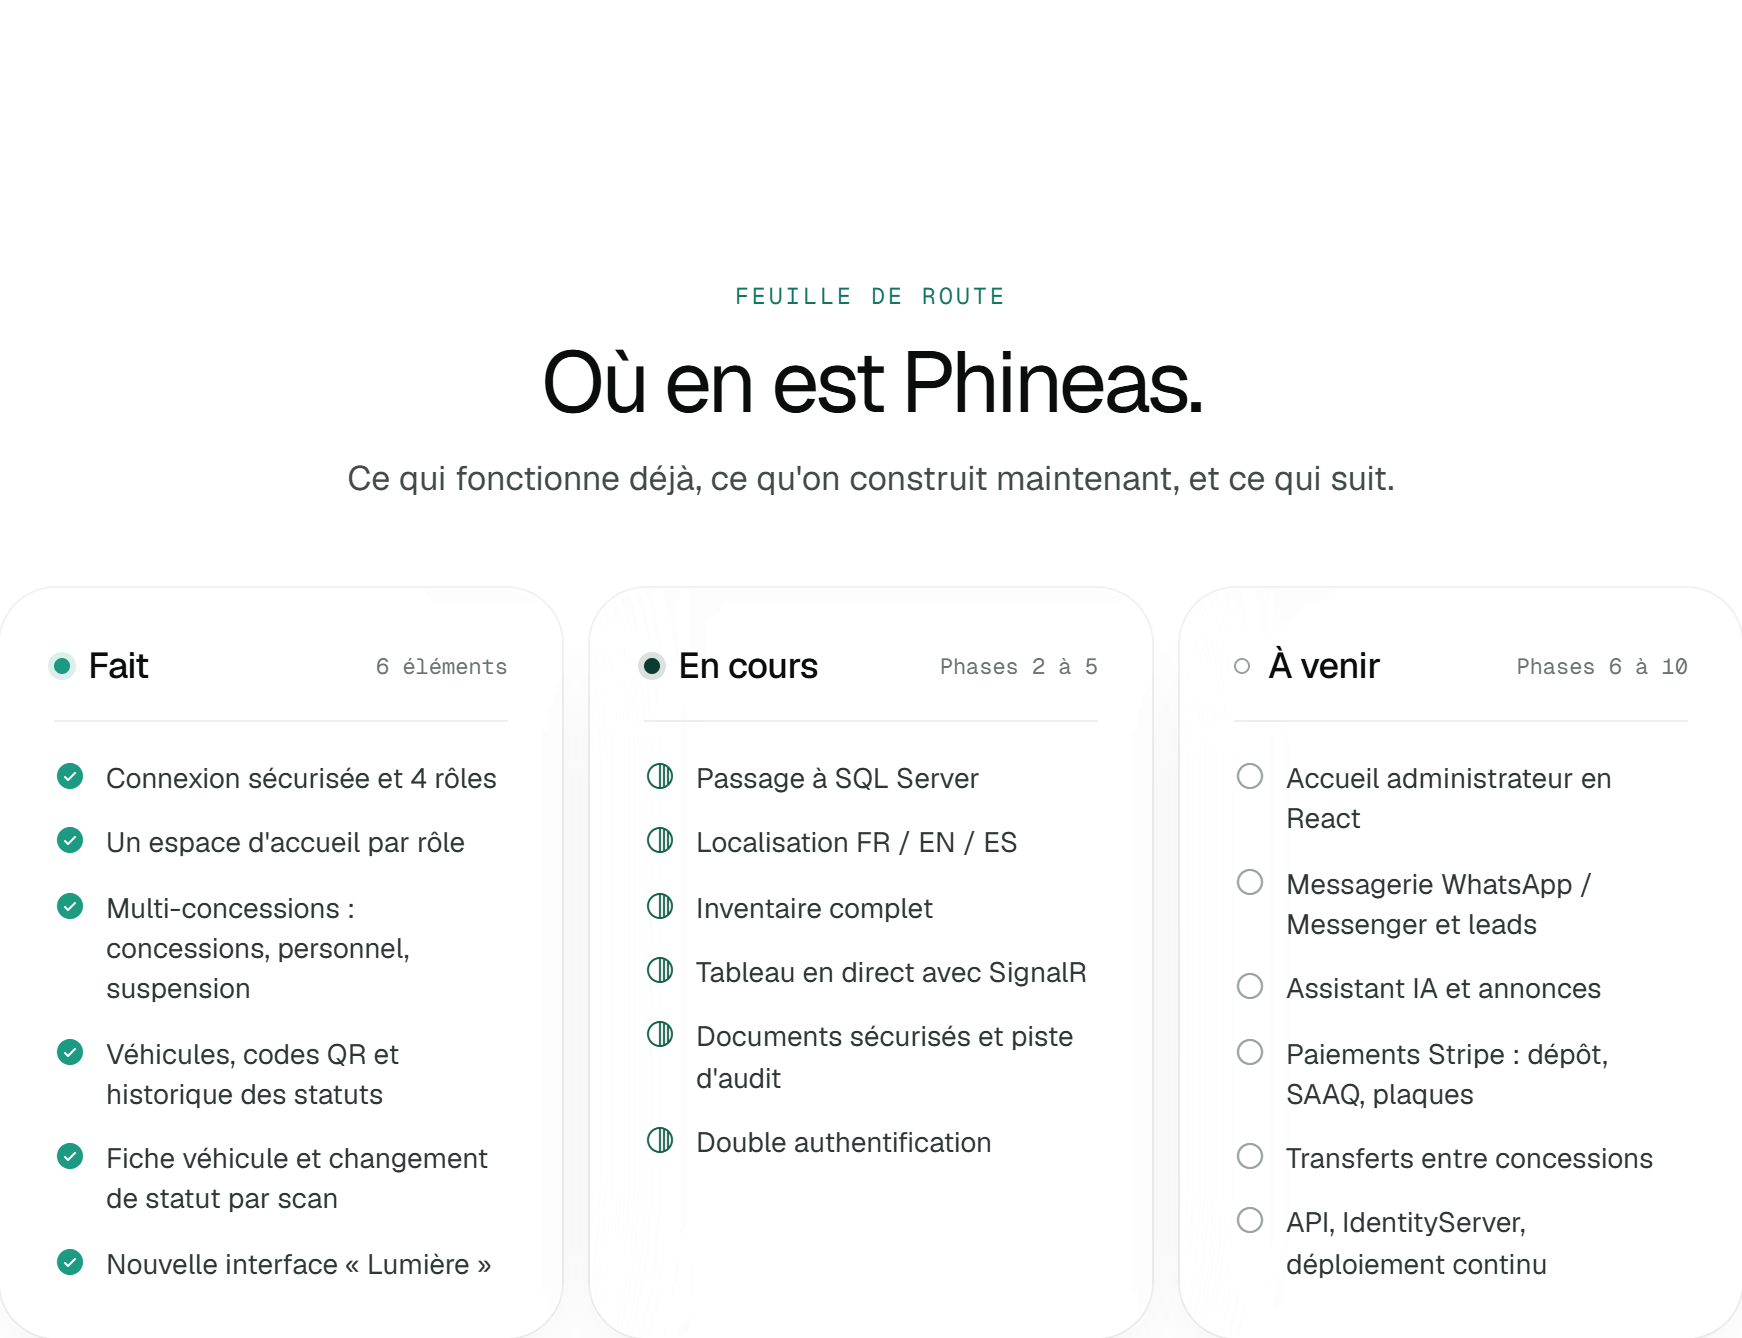 FEUILLE DE ROUTE
Où en est Phineas.
Ce qui fonctionne déjà, ce qu'on construit maintenant, et ce qui suit.
Fait
6 éléments
Connexion sécurisée et 4 rôles
Un espace d'accueil par rôle
Multi-concessions :
concessions, personnel,
suspension
Véhicules, codes QR et
historique des statuts
Fiche véhicule et changement
de statut par scan
Nouvelle interface « Lumière »
En cours
Phases 2 à 5
Passage à SQL Server
Localisation FR / EN / ES
Inventaire complet
Tableau en direct avec SignalR
Documents sécurisés et piste
d'audit
Double authentification
À venir
Phases 6 à 10
Accueil administrateur en
React
Messagerie WhatsApp /
Messenger et leads
Assistant IA et annonces
Paiements Stripe : dépôt,
SAAQ, plaques
Transferts entre concessions
API, IdentityServer,
déploiement continu